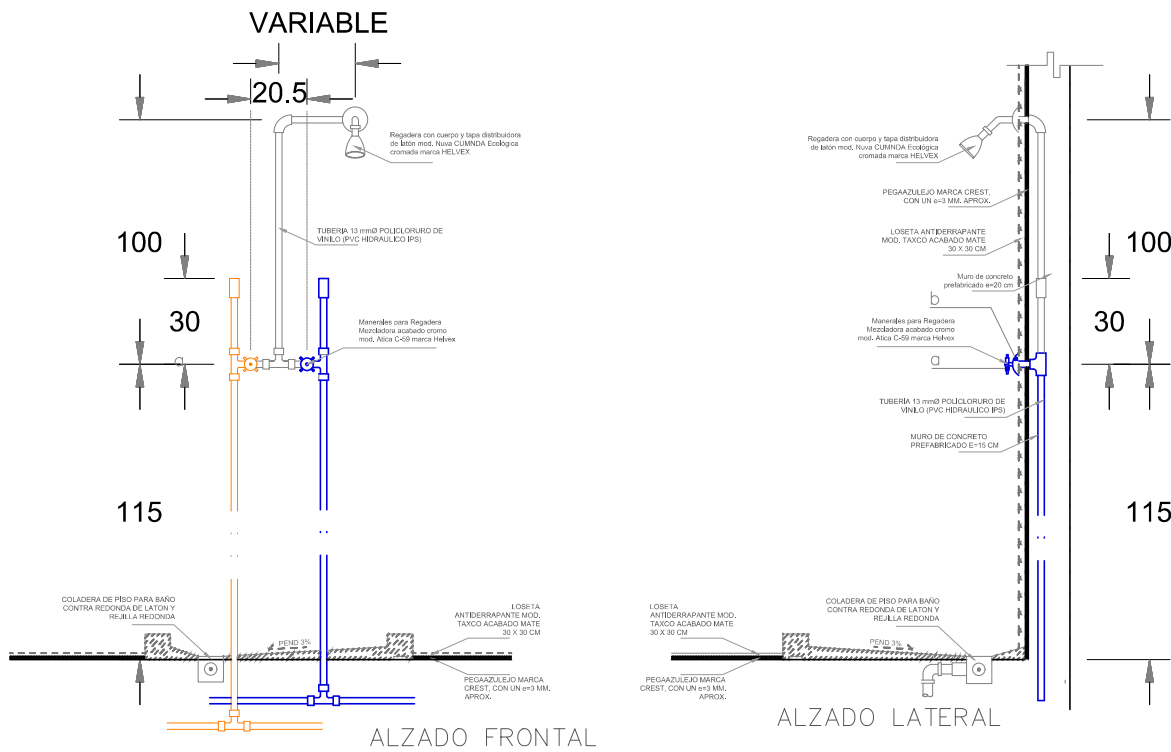 VARIABLE
20.5
Regadera con cuerpo y tapa distribuidora
de latón mod. Nuva CUMNDA Ecológica
cromada marca HELVEX
TUBERIA 13 mmØ POLICLORURO DE
VINILO (PVC HIDRAULICO IPS)
100
30
a
Manerales para Regadera
Mezcladora acabado cromo
mod. Atica C-59 marca Helvex
115
COLADERA DE PISO PARA BAÑO
CONTRA REDONDA DE LATON Y
REJILLA REDONDA
PEND 3%
LOSETA
ANTIDERRAPANTE MOD.
TAXCO ACABADO MATE
30 X 30 CM
PEGAAZULEJO MARCA
CREST, CON UN e=3 MM.
APROX.
ALZADO FRONTAL
Regadera con cuerpo y tapa distribuidora
de latón mod. Nuva CUMNDA Ecológica
cromada marca HELVEX
PEGAAZULEJO MARCA CREST,
CON UN e=3 MM. APROX.
LOSETA ANTIDERRAPANTE
MOD. TAXCO ACABADO MATE
30 X 30 CM
Muro de concreto
prefabricado e=20 cm
b
Manerales para Regadera
Mezcladora acabado cromo
mod. Atica C-59 marca Helvex
a
100
30
TUBERÍA 13 mmØ POLICLORURO DE
VINILO (PVC HIDRAULICO IPS)
MURO DE CONCRETO
PREFABRICADO E=15 CM
115
COLADERA DE PISO PARA BAÑO
CONTRA REDONDA DE LATON Y
REJILLA REDONDA
LOSETA
ANTIDERRAPANTE MOD.
TAXCO ACABADO MATE
30 X 30 CM
PEND 3%
PEGAAZULEJO MARCA
CREST, CON UN e=3 MM.
APROX.
ALZADO LATERAL